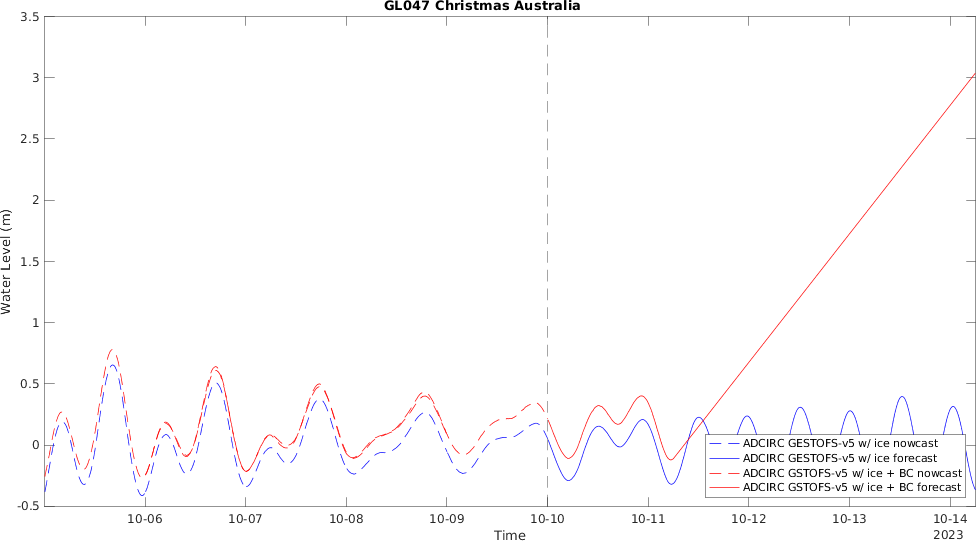 GL047 Christmas Australia
Water Level (m)
3.5
3
2.5
2
1.5
1
0.5
0
-0.5
ADCIRC GESTOFS-v5 w/ ice nowcast
ADCIRC GESTOFS-v5 w/ ice forecast
ADCIRC GSTOFS-v5 w/ ice + BC nowcast
ADCIRC GSTOFS-v5 w/ ice + BC forecast
10-06 10-07 10-08 10-09 10-10 10-11 10-12 10-13 10-14
2023
Time